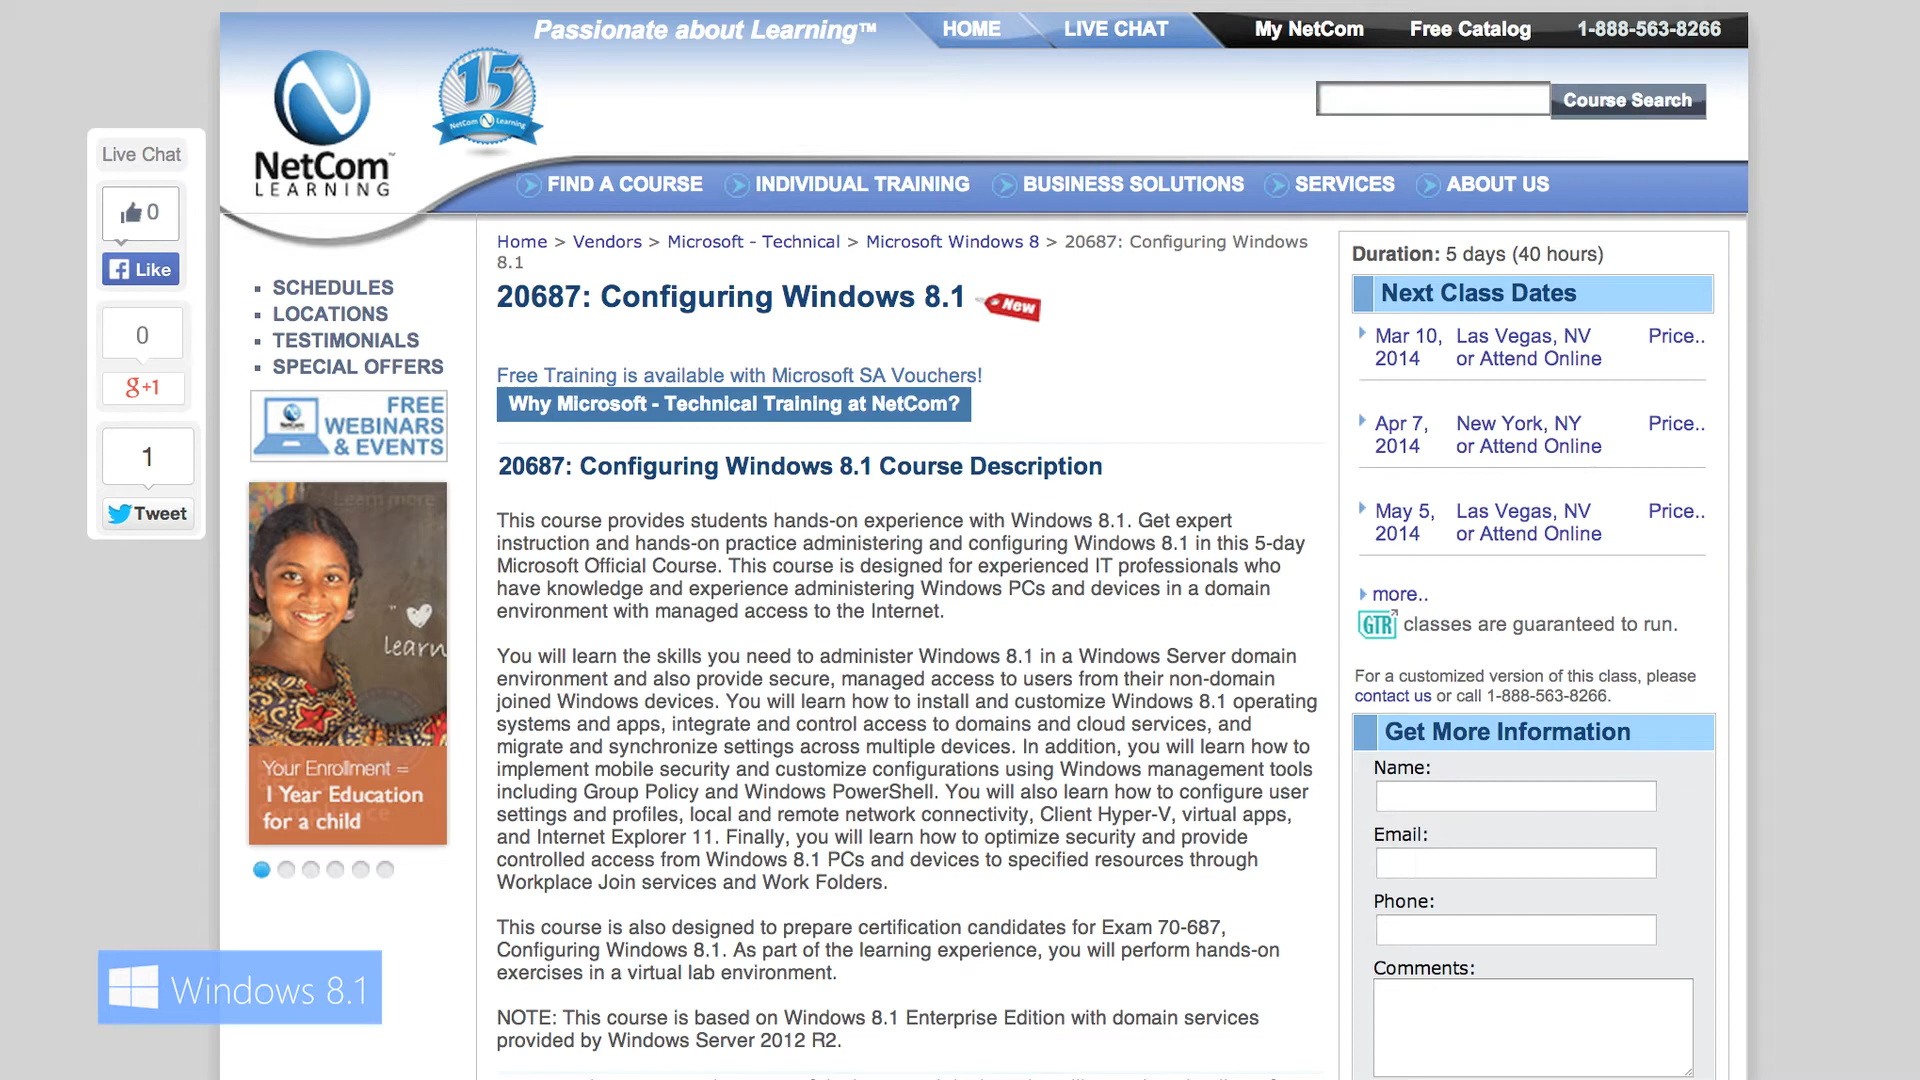 Passionate about Learning™
HOME
LIVE CHAT
My NetCom
Free Catalog
1-888-563-8266
15
NetCom Learning
Course Search
NetCom™
LEARNING
FIND A COURSE
INDIVIDUAL TRAINING
BUSINESS SOLUTIONS
SERVICES
ABOUT US
Live Chat
0
Like
0
g+1
1
Tweet
SCHEDULES
LOCATIONS
TESTIMONIALS
SPECIAL OFFERS
FREE
WEBINARS
& EVENTS
Learn more
learn
Your Enrollment =
1 Year Education
for a child
Windows 8.1
Home > Vendors > Microsoft - Technical > Microsoft Windows 8 > 20687: Configuring Windows
8.1
20687: Configuring Windows 8.1
New
Free Training is available with Microsoft SA Vouchers!
Why Microsoft - Technical Training at NetCom?
20687: Configuring Windows 8.1 Course Description
This course provides students hands-on experience with Windows 8.1. Get expert
instruction and hands-on practice administering and configuring Windows 8.1 in this 5-day
Microsoft Official Course. This course is designed for experienced IT professionals who
have knowledge and experience administering Windows PCs and devices in a domain
environment with managed access to the Internet.
You will learn the skills you need to administer Windows 8.1 in a Windows Server domain
environment and also provide secure, managed access to users from their non-domain
joined Windows devices. You will learn how to install and customize Windows 8.1 operating
systems and apps, integrate and control access to domains and cloud services, and
migrate and synchronize settings across multiple devices. In addition, you will learn how to
implement mobile security and customize configurations using Windows management tools
including Group Policy and Windows PowerShell. You will also learn how to configure user
settings and profiles, local and remote network connectivity, Client Hyper-V, virtual apps,
and Internet Explorer 11. Finally, you will learn how to optimize security and provide
controlled access from Windows 8.1 PCs and devices to specified resources through
Workplace Join services and Work Folders.
This course is also designed to prepare certification candidates for Exam 70-687,
Configuring Windows 8.1. As part of the learning experience, you will perform hands-on
exercises in a virtual lab environment.
NOTE: This course is based on Windows 8.1 Enterprise Edition with domain services
provided by Windows Server 2012 R2.
Duration: 5 days (40 hours)
Next Class Dates
Mar 10, Las Vegas, NV Price..
2014 or Attend Online
Apr 7, New York, NY Price..
2014 or Attend Online
May 5, Las Vegas, NV Price..
2014 or Attend Online
more..
GTR classes are guaranteed to run.
For a customized version of this class, please
contact us or call 1-888-563-8266.
Get More Information
Name:
Email:
Phone:
Comments: